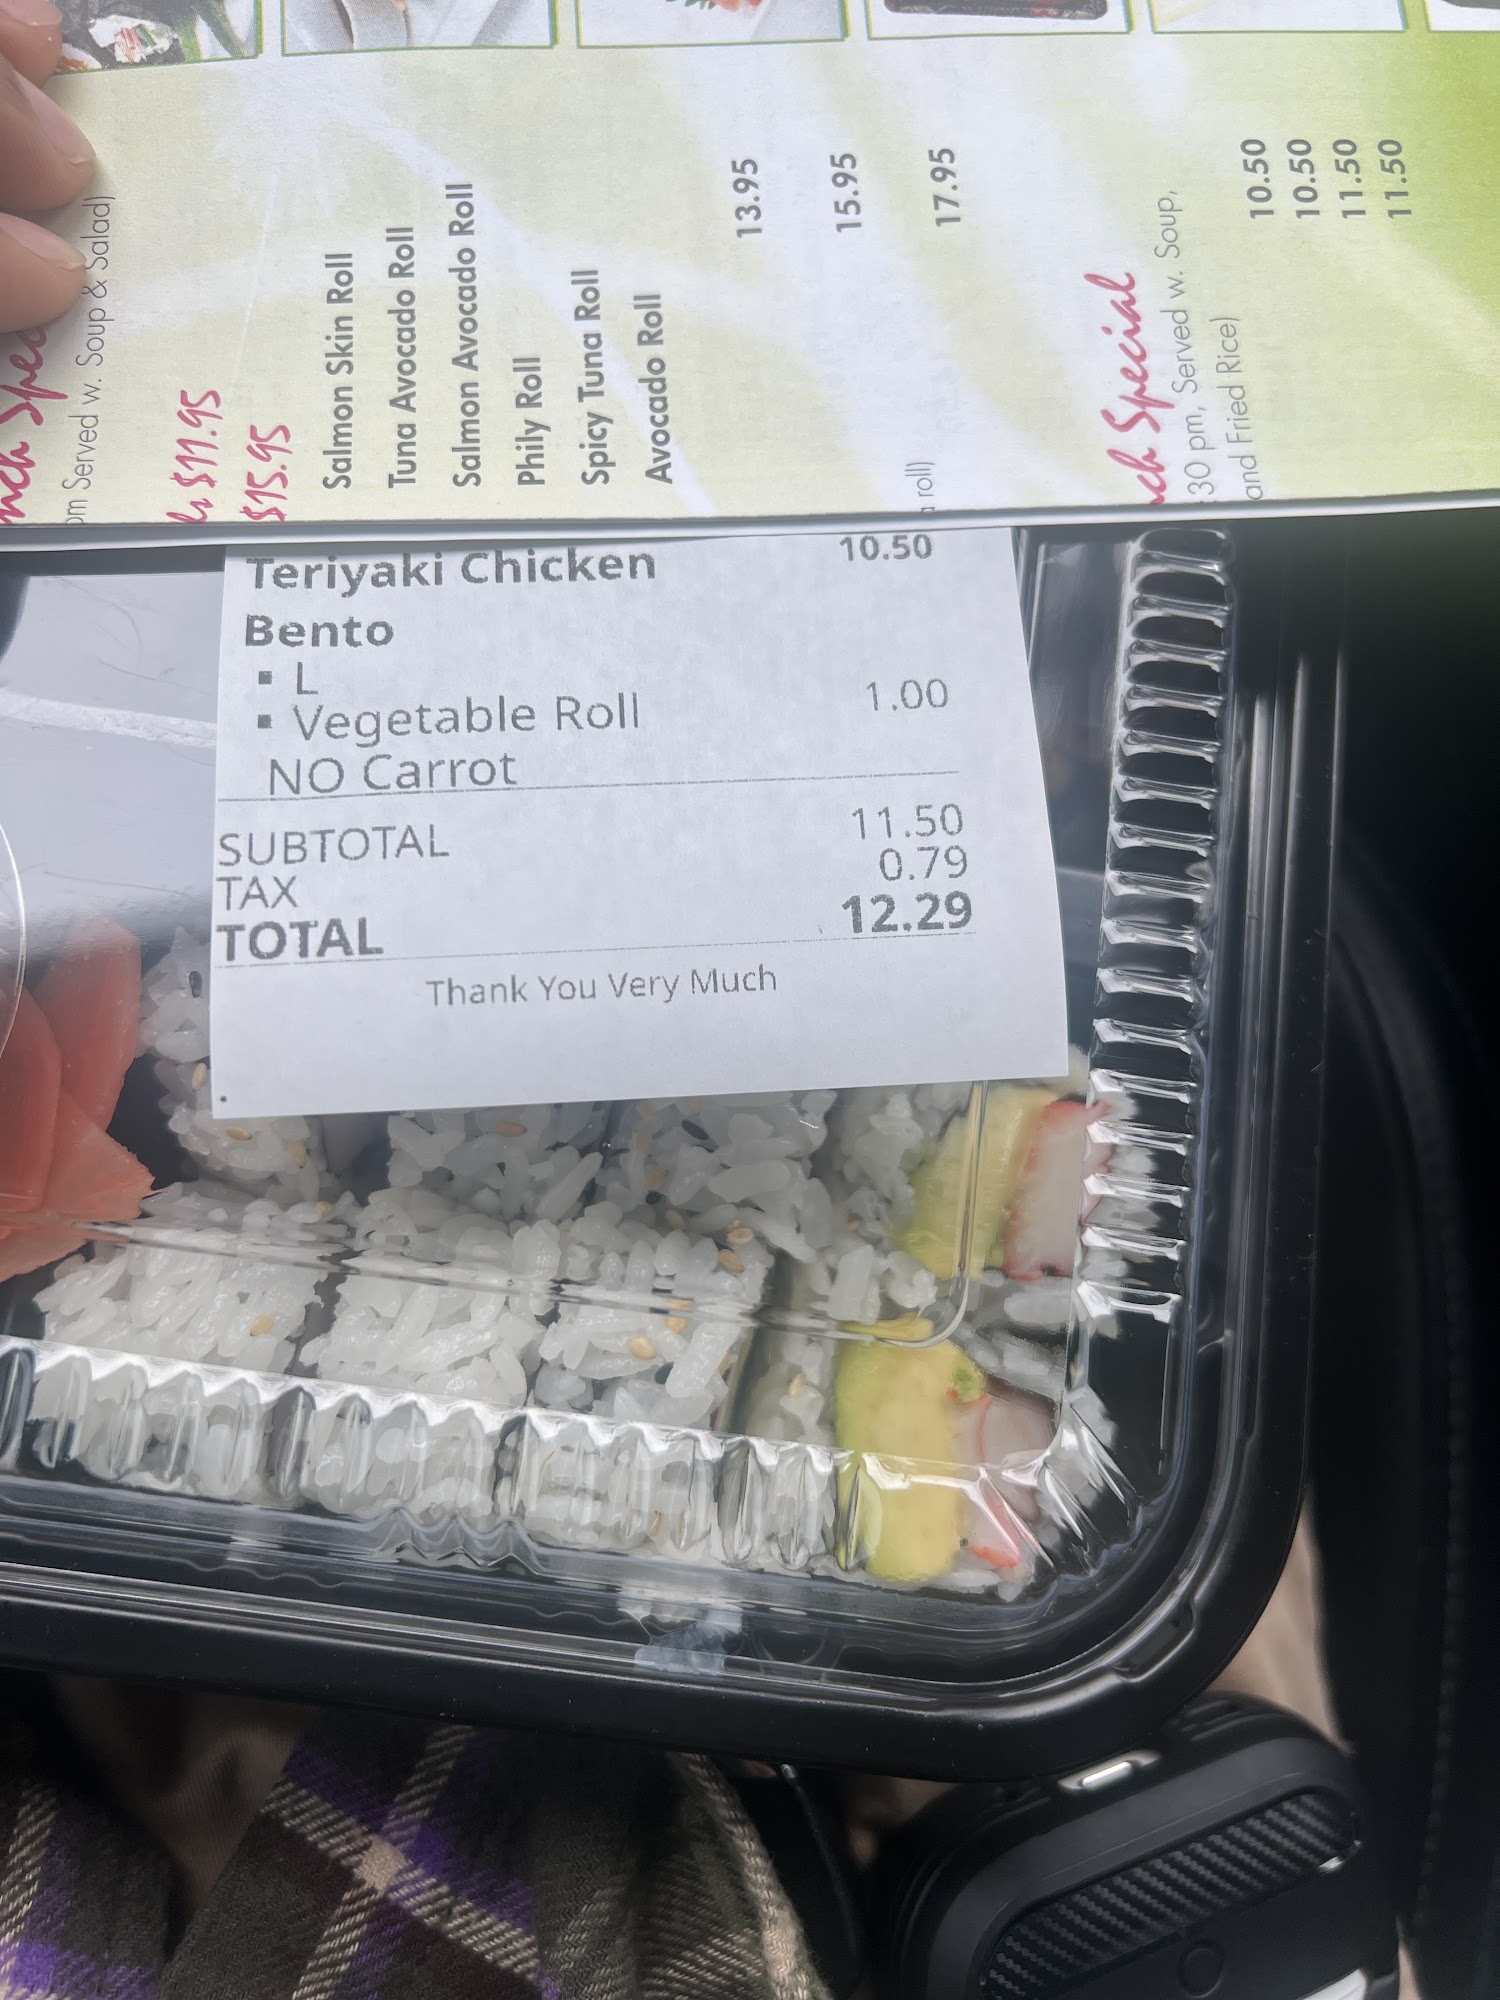 Served w. Soup & Salad)
$11.95
$15.95
Salmon Skin Roll
Tuna Avocado Roll
Salmon Avocado Roll
Phily Roll
Spicy Tuna Roll
Avocado Roll
13.95
15.95
17.95
roll)
Special
30 pm, Served w. Soup,
and Fried Rice)
10.50
10.50
11.50
11.50
Teriyaki Chicken 10.50
Bento
▪ L
▪ Vegetable Roll 1.00
NO Carrot
SUBTOTAL 11.50
TAX 0.79
TOTAL 12.29
Thank You Very Much
.